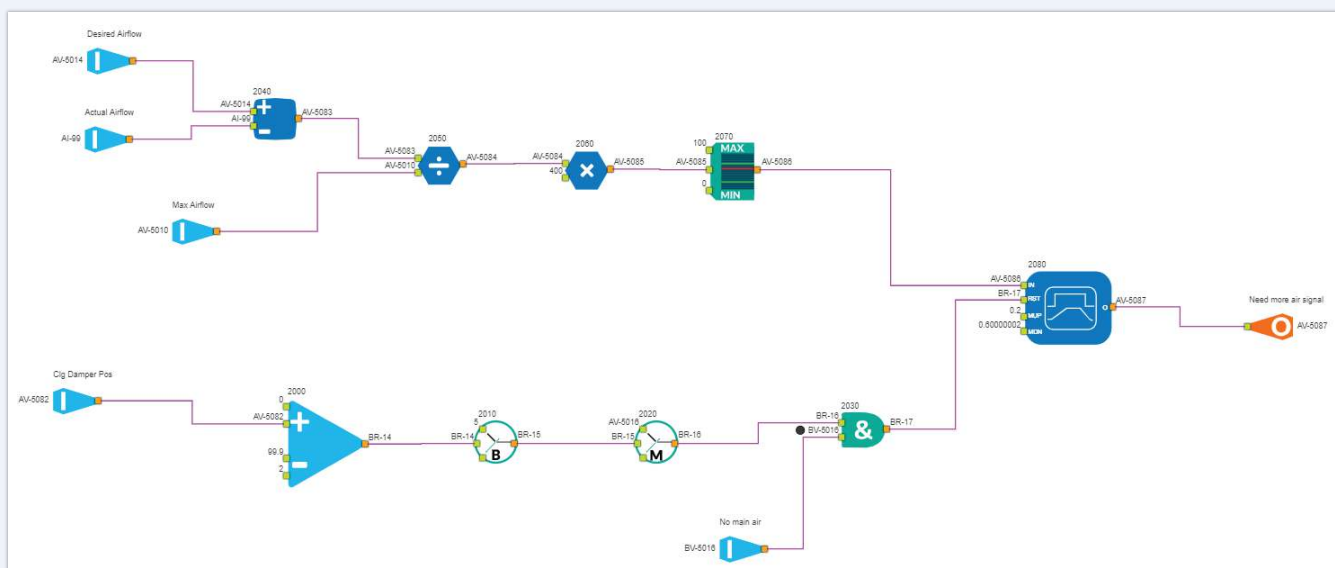 Desired Airflow
AV-5014
2040
AV-5014
+
AV-5083
Actual Airflow
AI-99
AI-99
-
2050
AV-5083
AV-5084
AV-5010
÷
2060
AV-5084
AV-5085
400
×
2070
100
MAX
AV-5085
AV-5086
0
MIN
Max Airflow
AV-5010
2080
AV-5086
IN
BR-17
RST
0.2
MUP
0.60000002
MDN
O
AV-5087
Need more air signal
O
AV-5087
Clg Damper Pos
AV-5082
2000
0
AV-5082
+
BR-14
99.9
-
2
2010
5
BR-14
BR-15
B
2020
AV-5016
BR-15
BR-16
M
2030
BR-16
BV-5016
&
BR-17
No main air
BV-5016